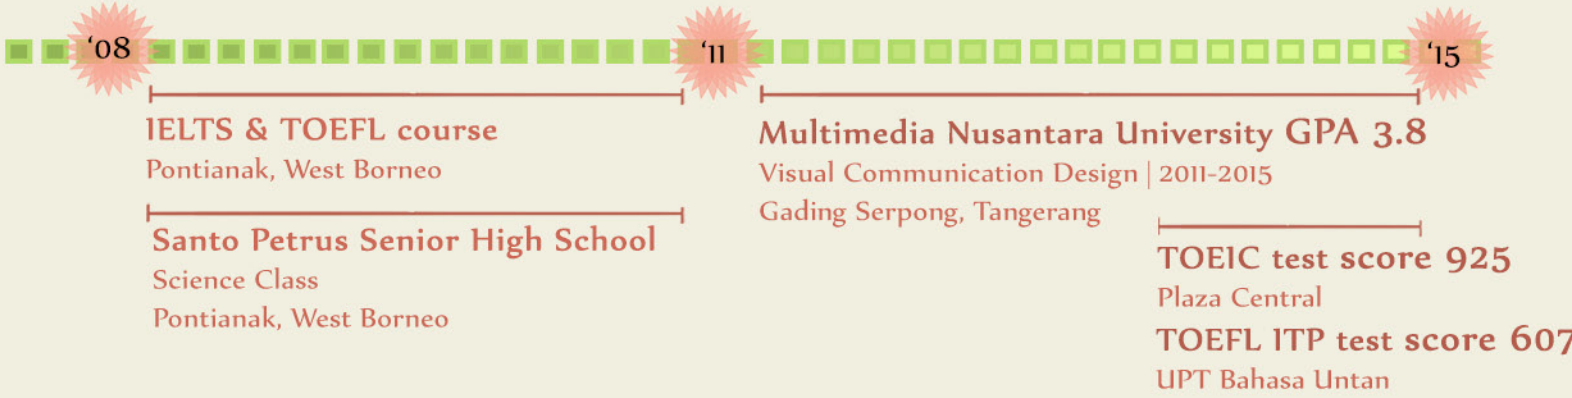 ‘08
‘11
‘15
IELTS & TOEFL course
Pontianak, West Borneo
Santo Petrus Senior High School
Science Class
Pontianak, West Borneo
Multimedia Nusantara University GPA 3.8
Visual Communication Design | 2011-2015
Gading Serpong, Tangerang
TOEIC test score 925
Plaza Central
TOEFL ITP test score 607
UPT Bahasa Untan